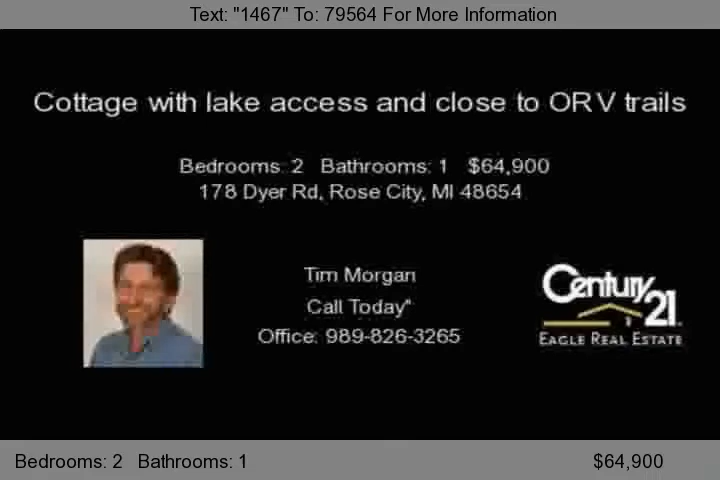 Text: "1467" To: 79564 For More Information
Cottage with lake access and close to ORV trails
Bedrooms: 2 Bathrooms: 1 $64,900
178 Dyer Rd, Rose City, MI 48654
Tim Morgan
Call Today"
Office: 989-826-3265
Century 21
EAGLE REAL ESTATE
Bedrooms: 2 Bathrooms: 1 $64,900